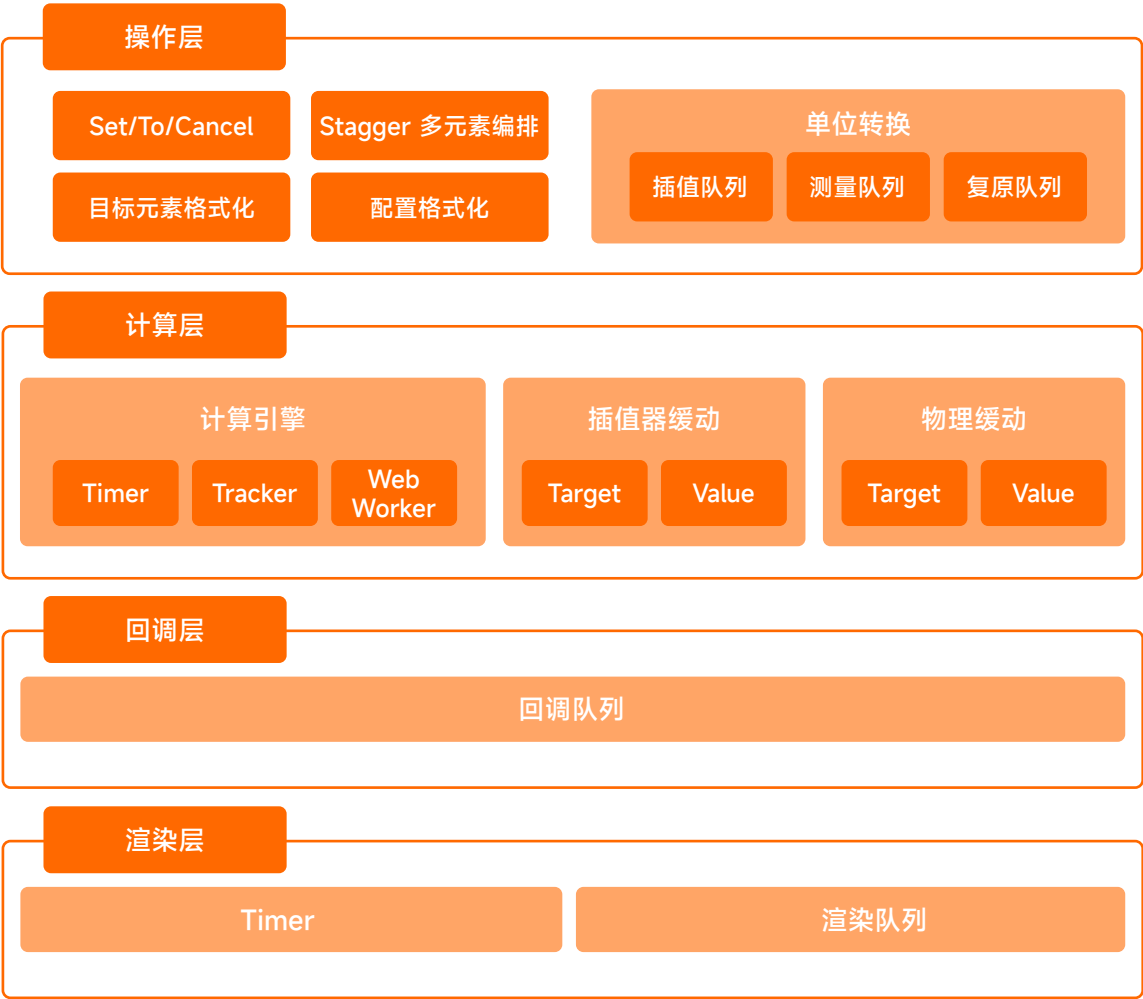 操作层
Set/To/Cancel
Stagger 多元素编排
目标元素格式化
配置格式化
单位转换
插值队列
测量队列
复原队列
计算层
计算引擎
Timer
Tracker
Web
Worker
插值器缓动
Target
Value
物理缓动
Target
Value
回调层
回调队列
渲染层
Timer
渲染队列